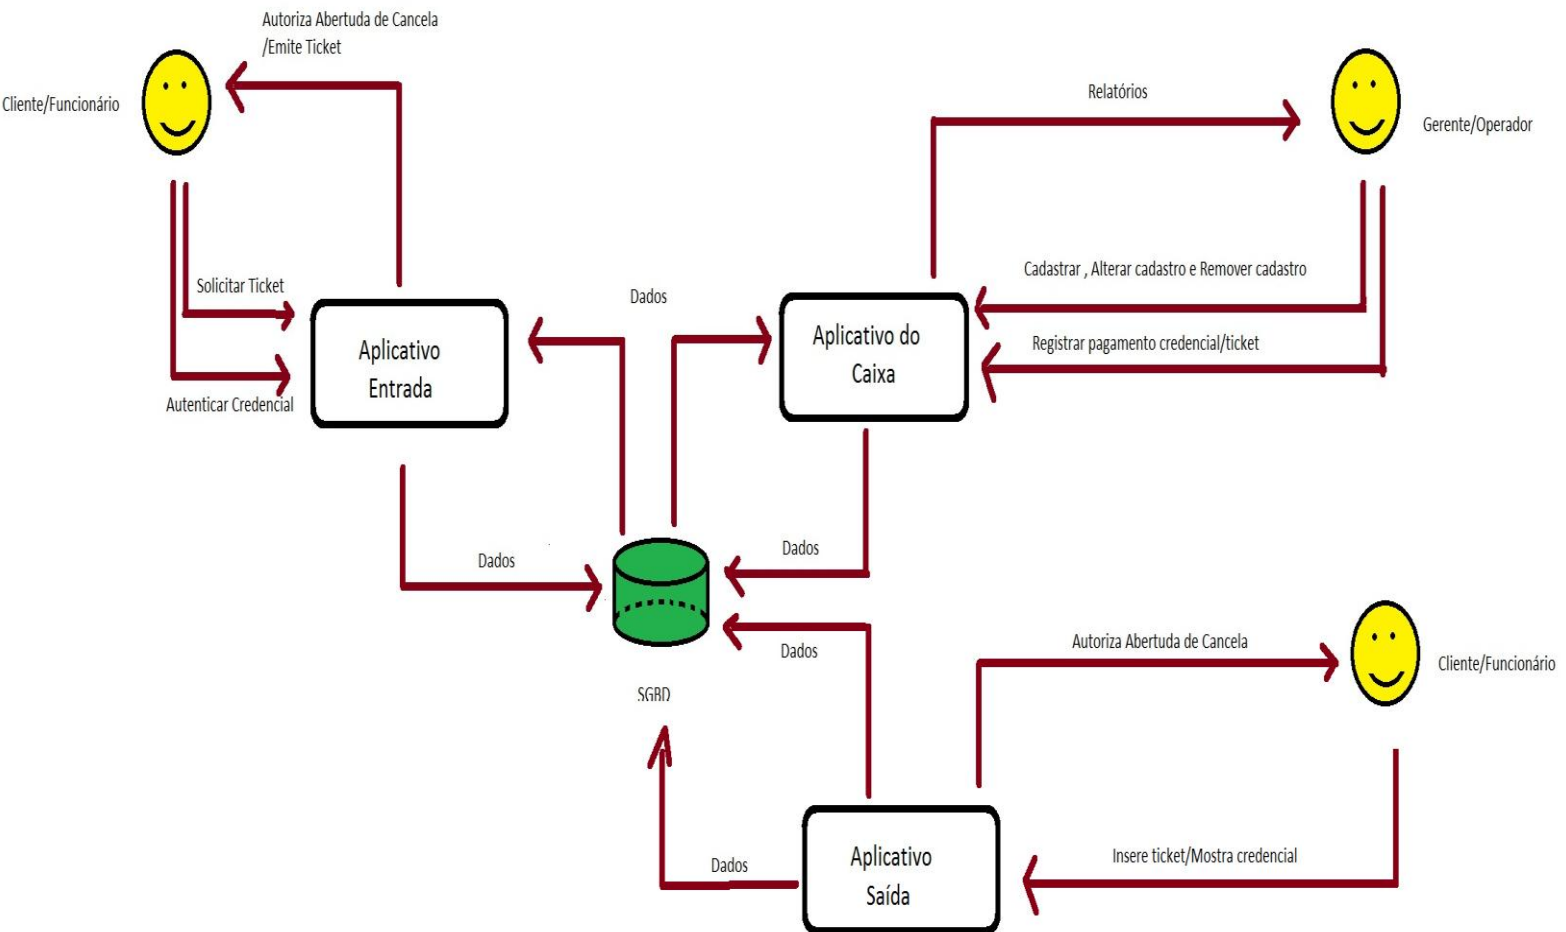 Autoriza Abertuda de Cancela
/Emite Ticket
Cliente/Funcionário
Relatórios
Gerente/Operador
Solicitar Ticket
Cadastrar , Alterar cadastro e Remover cadastro
Dados
Aplicativo
Entrada
Aplicativo do
Caixa
Registrar pagamento credencial/ticket
Autenticar Credencial
Dados
Dados
Dados
Autoriza Abertuda de Cancela
Cliente/Funcionário
SGBD
Dados
Aplicativo
Saída
Insere ticket/Mostra credencial